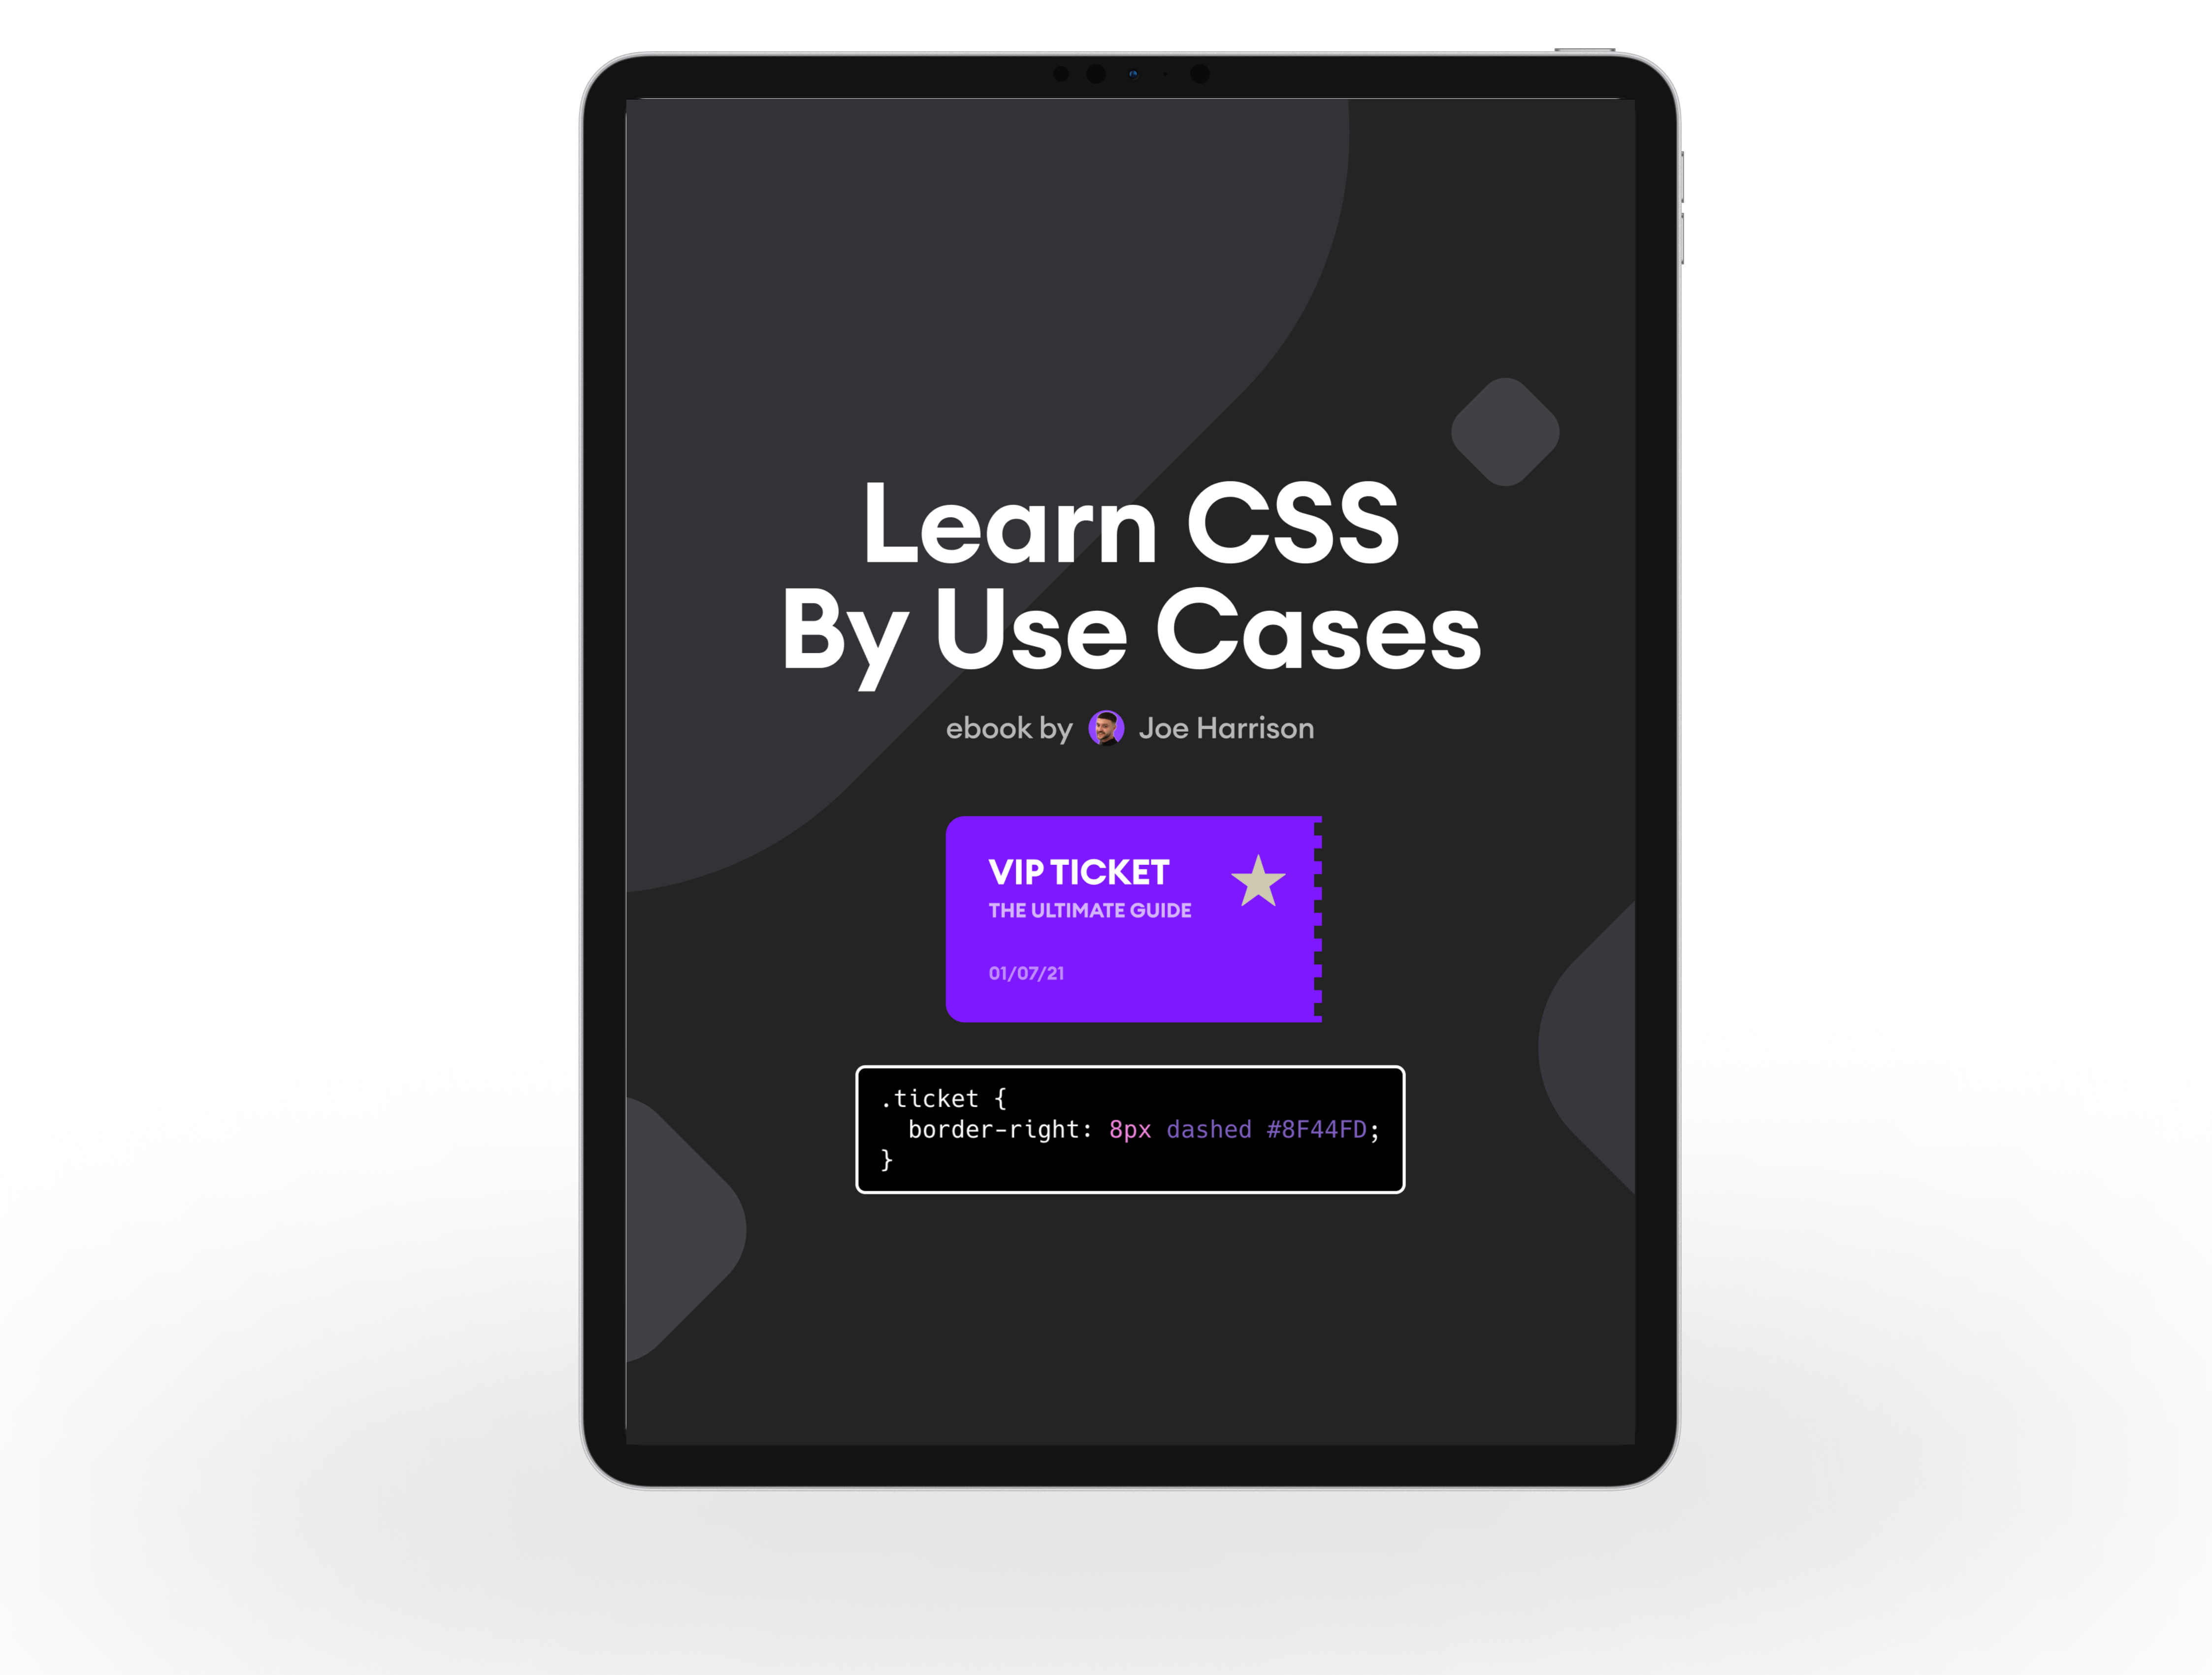 Learn CSS
By Use Cases
ebook by Joe Harrison
VIP TICKET
THE ULTIMATE GUIDE
01/07/21
.ticket {
  border-right: 8px dashed #8F44FD;
}